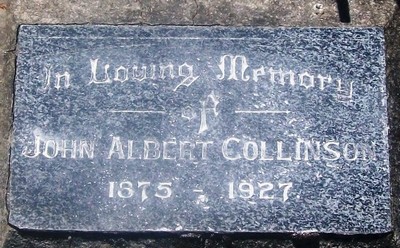 In Loving Memory
of
JOHN ALBERT COLLINSON
1875 - 1927